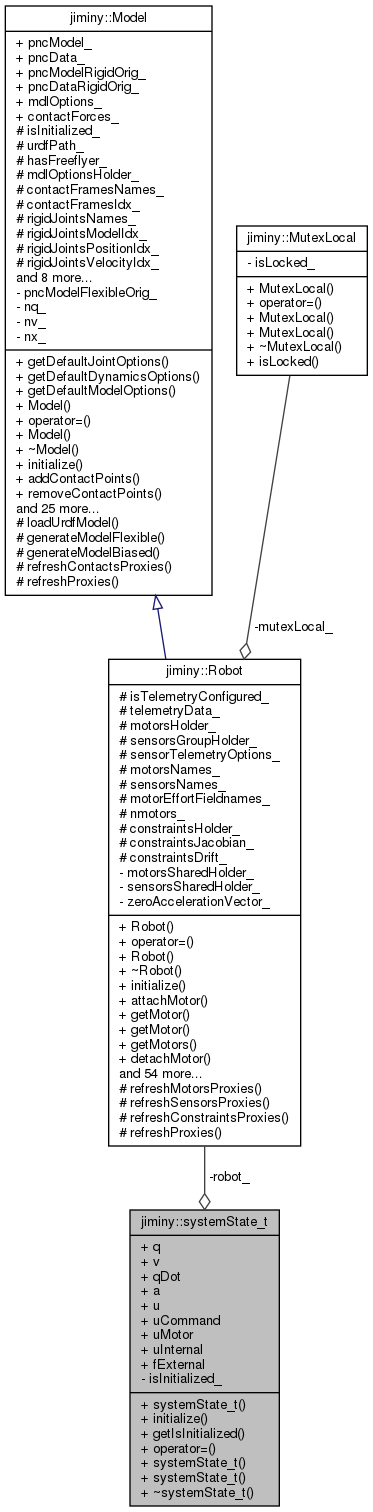 jiminy::Model
+ pncModel_
+ pncData_
+ pncModelRigidOrig_
+ pncDataRigidOrig_
+ mdlOptions_
+ contactForces_
# isInitialized_
# urdfPath_
# hasFreeflyer_
# mdlOptionsHolder_
# contactFramesNames_
# contactFramesIdx_
# rigidJointsNames_
# rigidJointsModelIdx_
# rigidJointsPositionIdx_
# rigidJointsVelocityIdx_
and 8 more...
- pncModelFlexibleOrig_
- nq_
- nv_
- nx_
+ getDefaultJointOptions()
+ getDefaultDynamicsOptions()
+ getDefaultModelOptions()
+ Model()
+ operator=()
+ Model()
+ ~Model()
+ initialize()
+ addContactPoints()
+ removeContactPoints()
and 25 more...
# loadUrdfModel()
# generateModelFlexible()
# generateModelBiased()
# refreshContactsProxies()
# refreshProxies()
jiminy::MutexLocal
- isLocked_
+ MutexLocal()
+ operator=()
+ MutexLocal()
+ MutexLocal()
+ ~MutexLocal()
+ isLocked()
-mutexLocal_
jiminy::Robot
# isTelemetryConfigured_
# telemetryData_
# motorsHolder_
# sensorsGroupHolder_
# sensorTelemetryOptions_
# motorsNames_
# sensorsNames_
# motorEffortFieldnames_
# nmotors_
# constraintsHolder_
# constraintsJacobian_
# constraintsDrift_
- motorsSharedHolder_
- sensorsSharedHolder_
- zeroAccelerationVector_
+ Robot()
+ operator=()
+ Robot()
+ ~Robot()
+ initialize()
+ attachMotor()
+ getMotor()
+ getMotor()
+ getMotors()
+ detachMotor()
and 54 more...
# refreshMotorsProxies()
# refreshSensorsProxies()
# refreshConstraintsProxies()
# refreshProxies()
-robot_
jiminy::systemState_t
+ q
+ v
+ qDot
+ a
+ u
+ uCommand
+ uMotor
+ uInternal
+ fExternal
- isInitialized_
+ systemState_t()
+ initialize()
+ getIsInitialized()
+ operator=()
+ systemState_t()
+ systemState_t()
+ ~systemState_t()